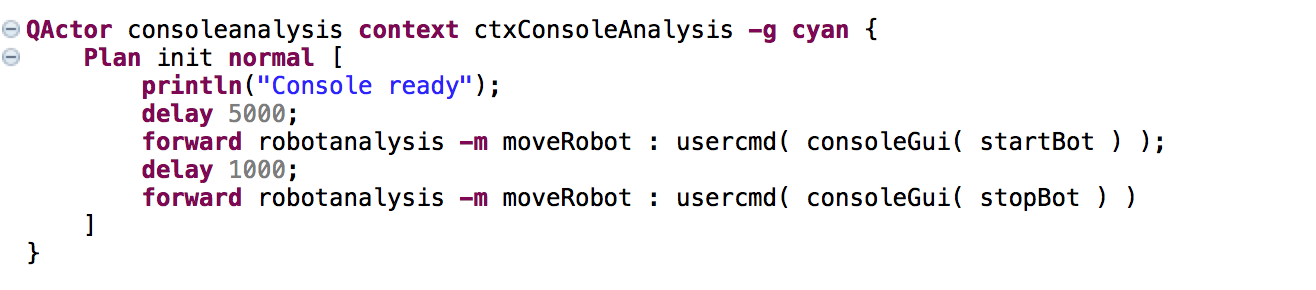 QActor consoleanalysis context ctxConsoleAnalysis -g cyan {
    Plan init normal [
        println("Console ready");
        delay 5000;
        forward robotanalysis -m moveRobot : usercmd( consoleGui( startBot ) );
        delay 1000;
        forward robotanalysis -m moveRobot : usercmd( consoleGui( stopBot ) )
    ]
}